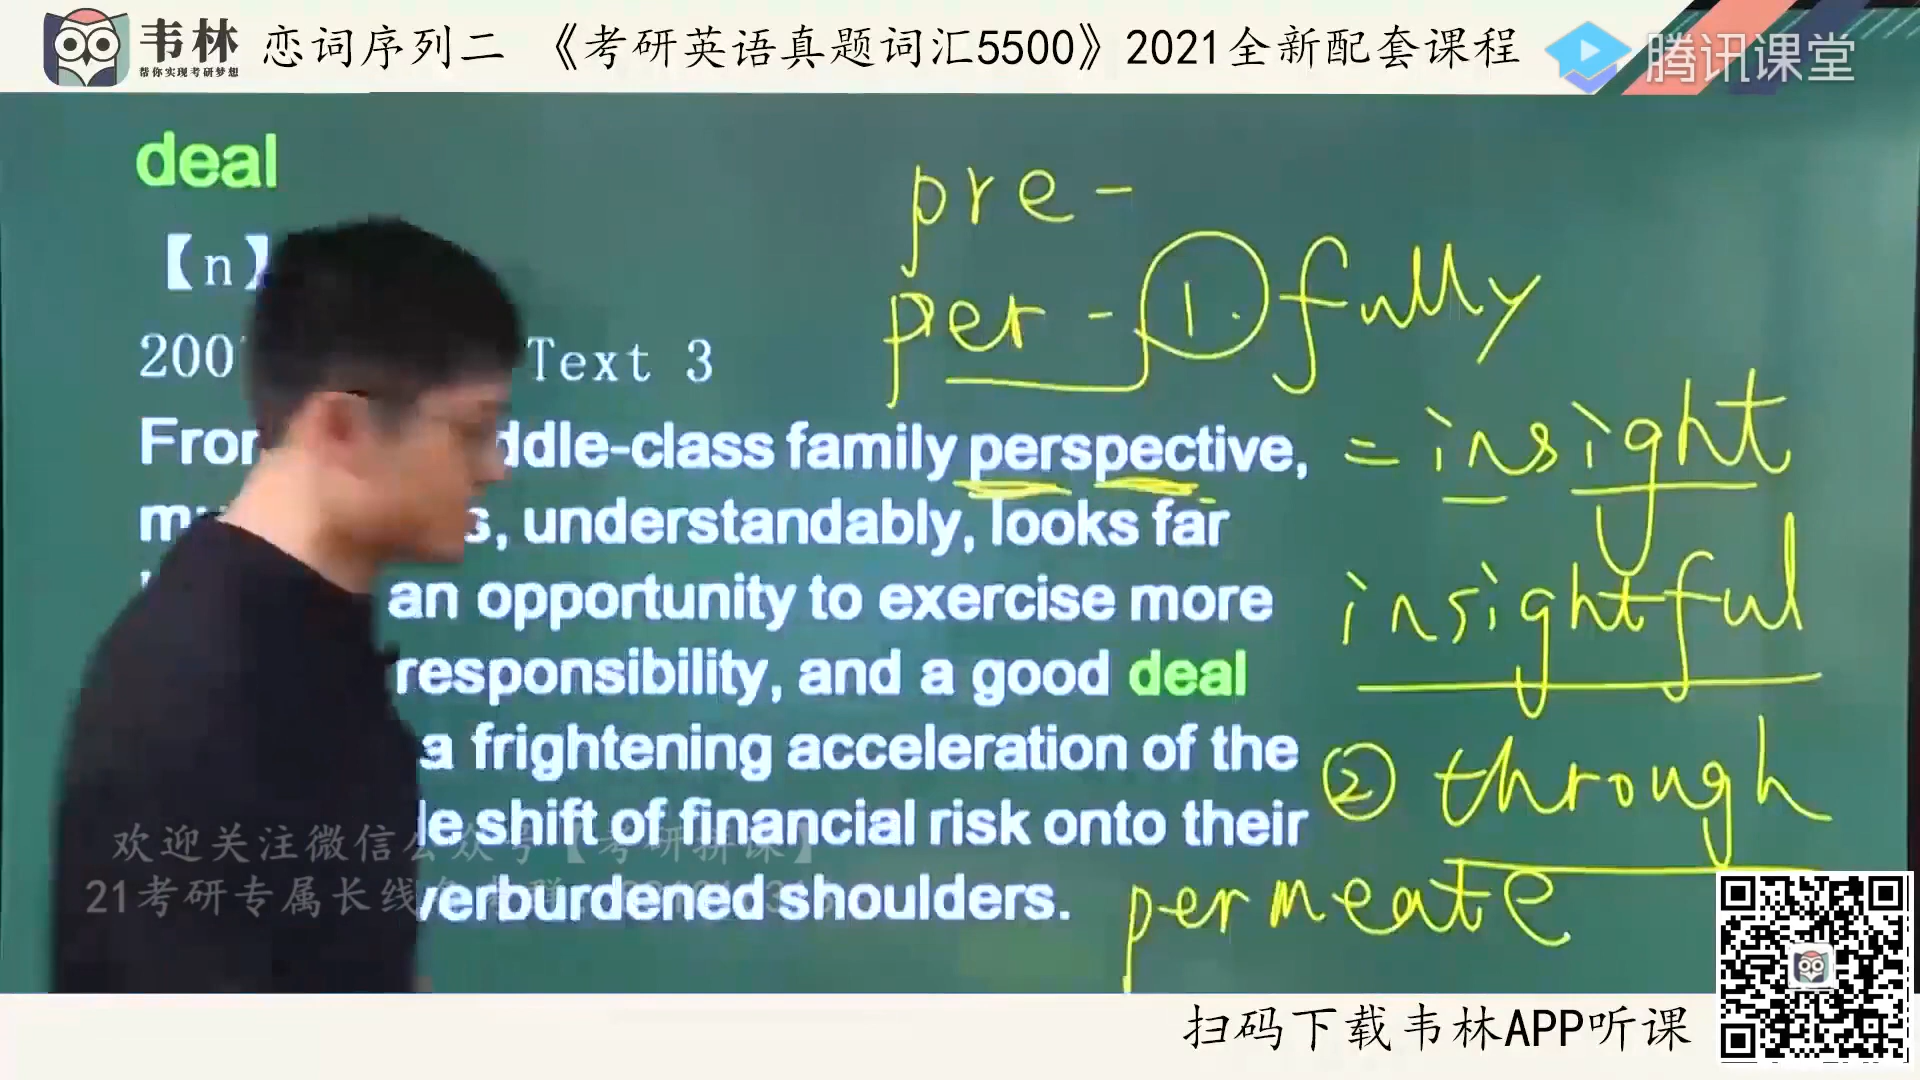 韦林 恋词序列二 《考研英语真题词汇5500》2021全新配套课程 腾讯课堂
帮你实现考研梦想
deal
pre-
【n】
per- 1. fully
200 Text 3
= insight
family perspective,
understandably, looks far
an opportunity to exercise more
insightful
responsibility, and a good deal
a frightening acceleration of the
② through
shift of financial risk onto their
欢迎关注微信公众号【考研拼课】
21考研专属长线
shoulders.
permeate
扫码下载韦林APP听课